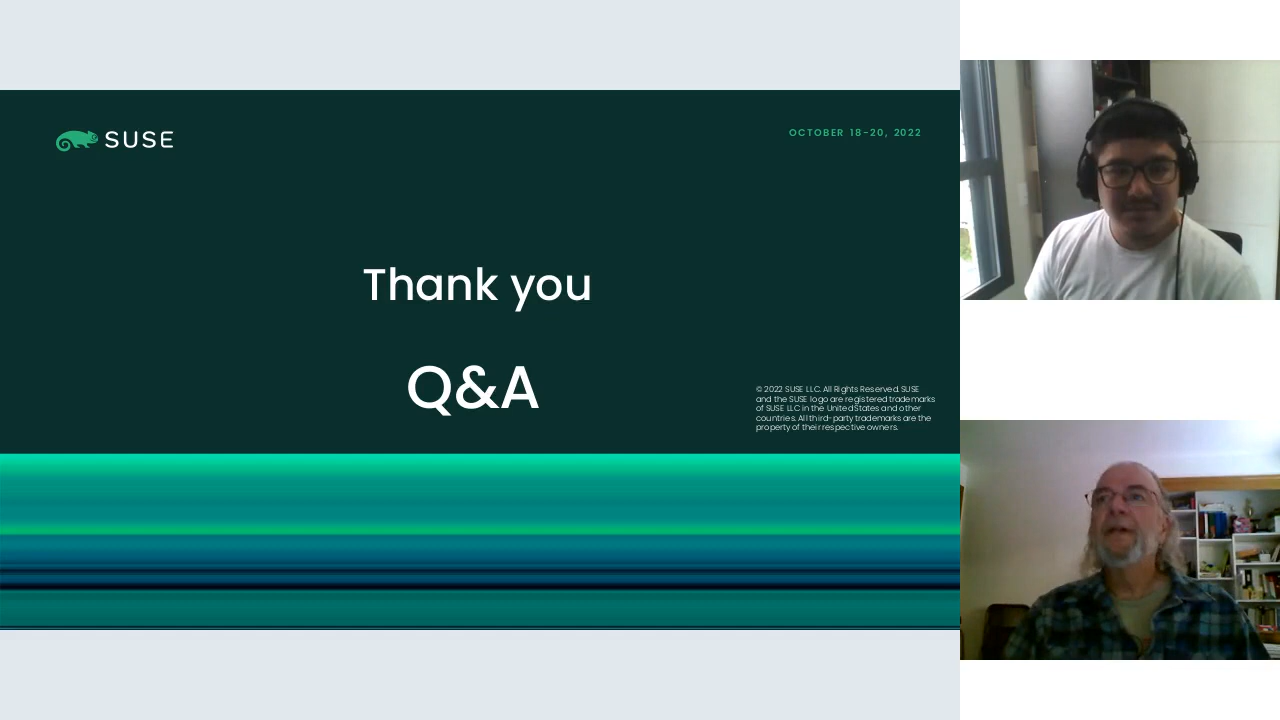 SUSE
OCTOBER 18-20, 2022
Thank you
Q&A
© 2022 SUSE LLC. All Rights Reserved. SUSE
and the SUSE logo are registered trademarks
of SUSE LLC in the United States and other
countries. All third-party trademarks are the
property of their respective owners.